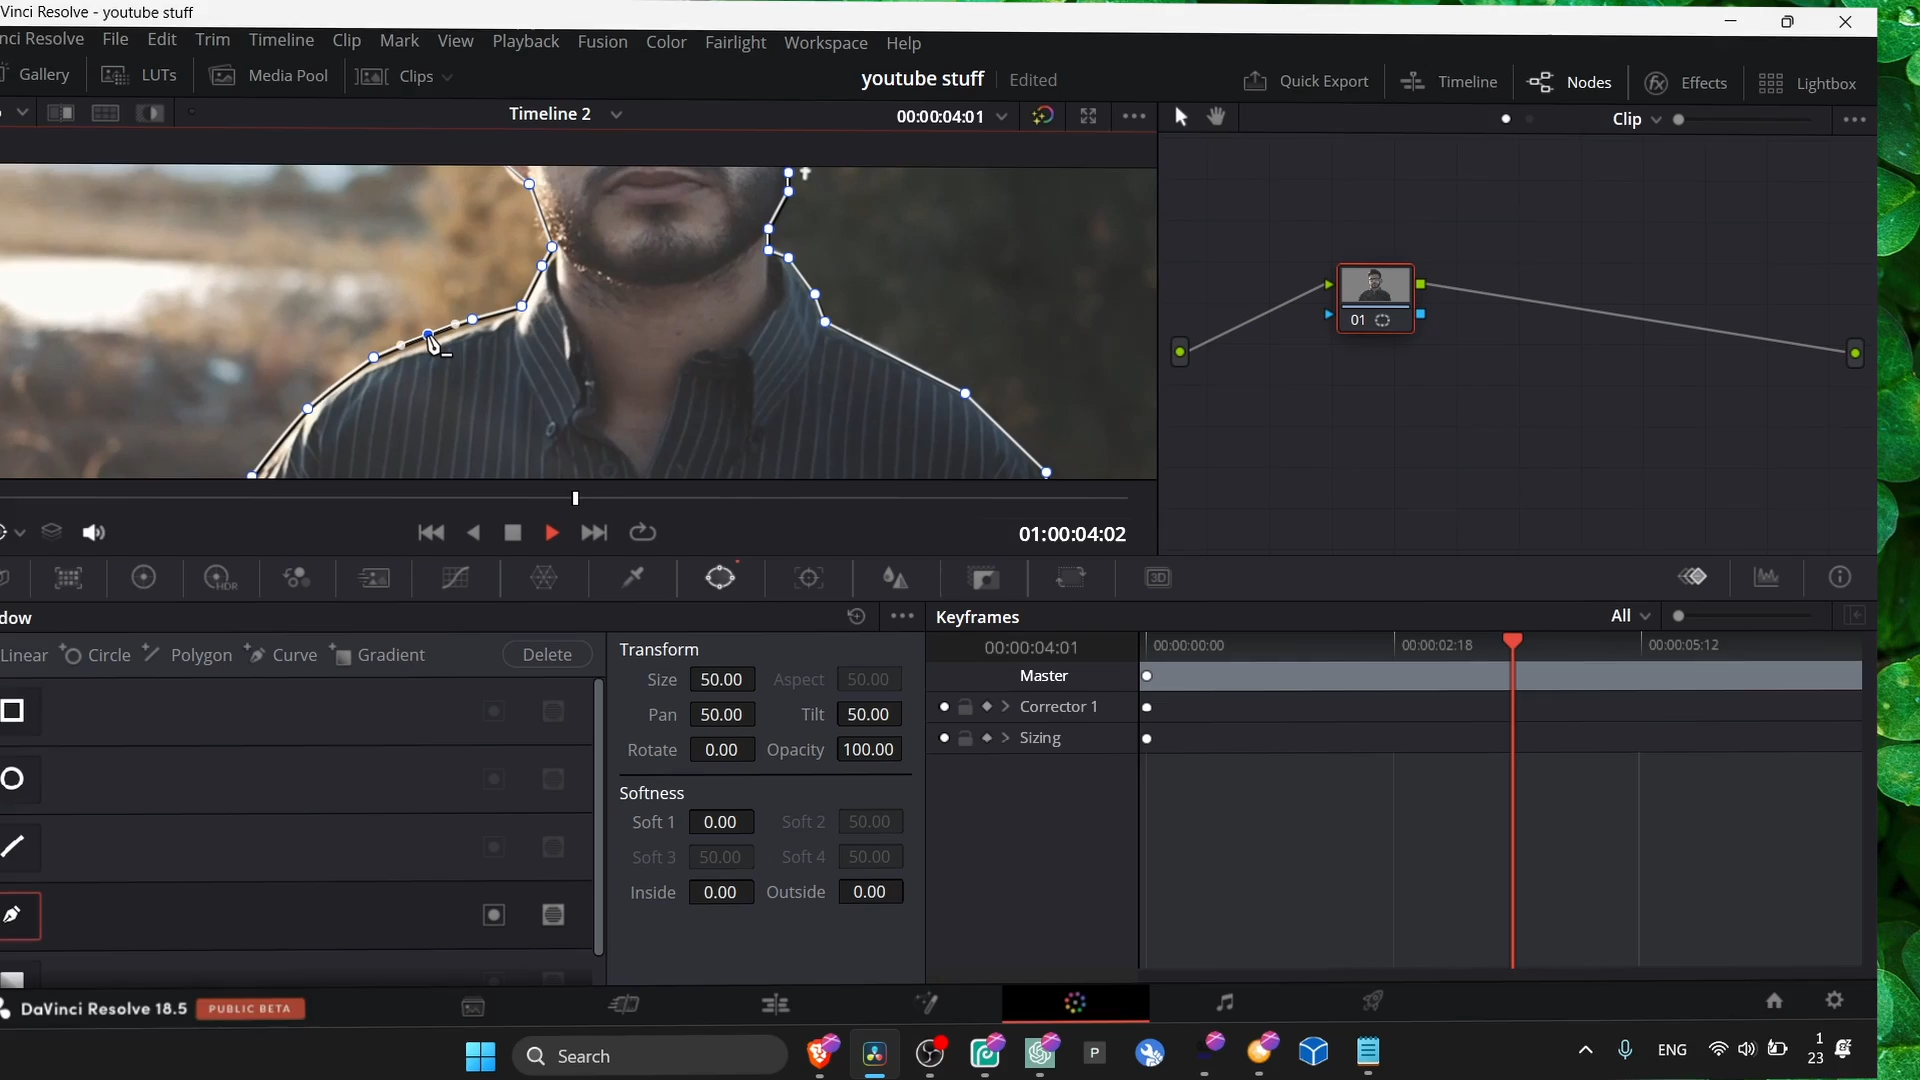 Vinci Resolve - youtube stuff
nci Resolve File Edit Trim Timeline Clip Mark View Playback Fusion Color Fairlight Workspace Help
Gallery LUTs Media Pool Clips youtube stuff Edited Quick Export Timeline Nodes Effects Lightbox
Timeline 2 00:00:04:01 Clip
01
01:00:04:02
HDR 3D
dow Keyframes All
Linear Circle Polygon Curve Gradient Delete
Transform
Size 50.00 Aspect 50.00
Pan 50.00 Tilt 50.00
Rotate 0.00 Opacity 100.00
Softness
Soft 1 0.00 Soft 2 50.00
Soft 3 50.00 Soft 4 50.00
Inside 0.00 Outside 0.00
00:00:04:01 00:00:00:00 00:00:02:18 00:00:05:12
Master
Corrector 1
Sizing
DaVinci Resolve 18.5 PUBLIC BETA
Search P ENG 1
23